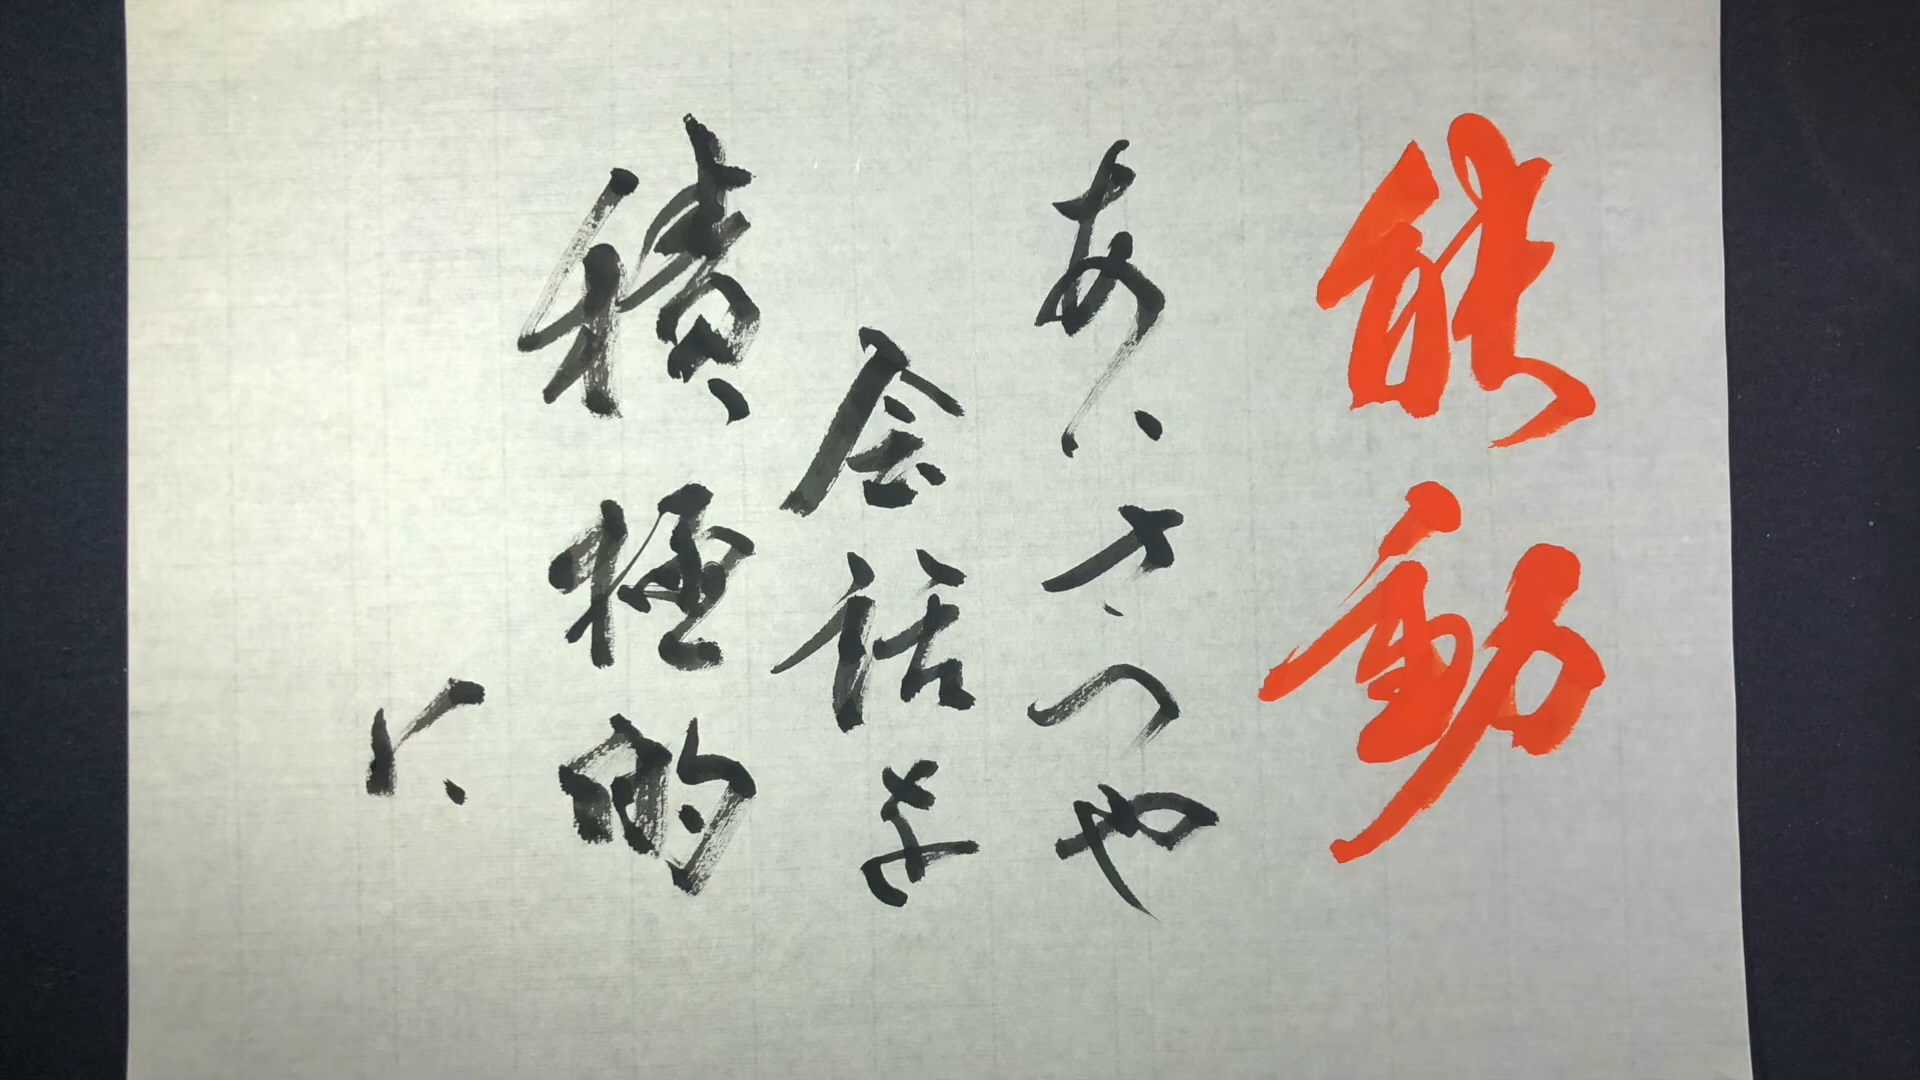 能動
あいさつや
会話を
積極的
に